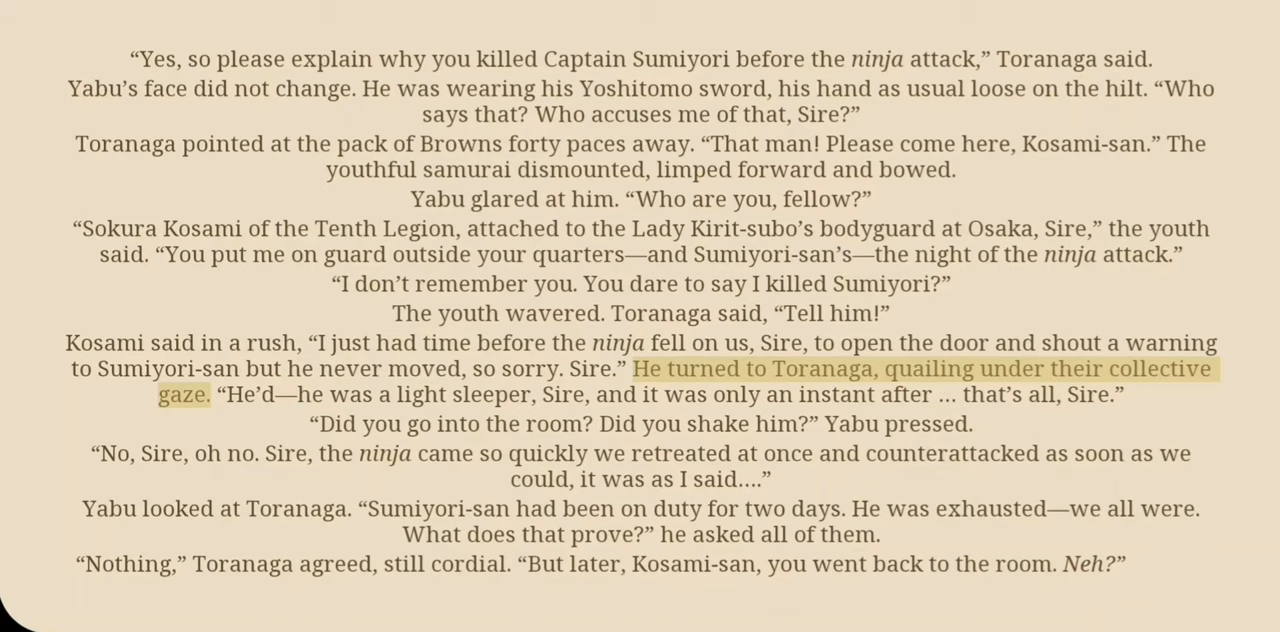 “Yes, so please explain why you killed Captain Sumiyori before the ninja attack,” Toranaga said.
Yabu’s face did not change. He was wearing his Yoshitomo sword, his hand as usual loose on the hilt. “Who
says that? Who accuses me of that, Sire?”
Toranaga pointed at the pack of Browns forty paces away. “That man! Please come here, Kosami-san.” The
youthful samurai dismounted, limped forward and bowed.
Yabu glared at him. “Who are you, fellow?”
“Sokura Kosami of the Tenth Legion, attached to the Lady Kirit-subo’s bodyguard at Osaka, Sire,” the youth
said. “You put me on guard outside your quarters—and Sumiyori-san’s—the night of the ninja attack.”
“I don’t remember you. You dare to say I killed Sumiyori?”
The youth wavered. Toranaga said, “Tell him!”
Kosami said in a rush, “I just had time before the ninja fell on us, Sire, to open the door and shout a warning
to Sumiyori-san but he never moved, so sorry. Sire.” He turned to Toranaga, quailing under their collective
gaze. “He’d—he was a light sleeper, Sire, and it was only an instant after ... that’s all, Sire.”
“Did you go into the room? Did you shake him?” Yabu pressed.
“No, Sire, oh no. Sire, the ninja came so quickly we retreated at once and counterattacked as soon as we
could, it was as I said....”
Yabu looked at Toranaga. “Sumiyori-san had been on duty for two days. He was exhausted—we all were.
What does that prove?” he asked all of them.
“Nothing,” Toranaga agreed, still cordial. “But later, Kosami-san, you went back to the room. Neh?”